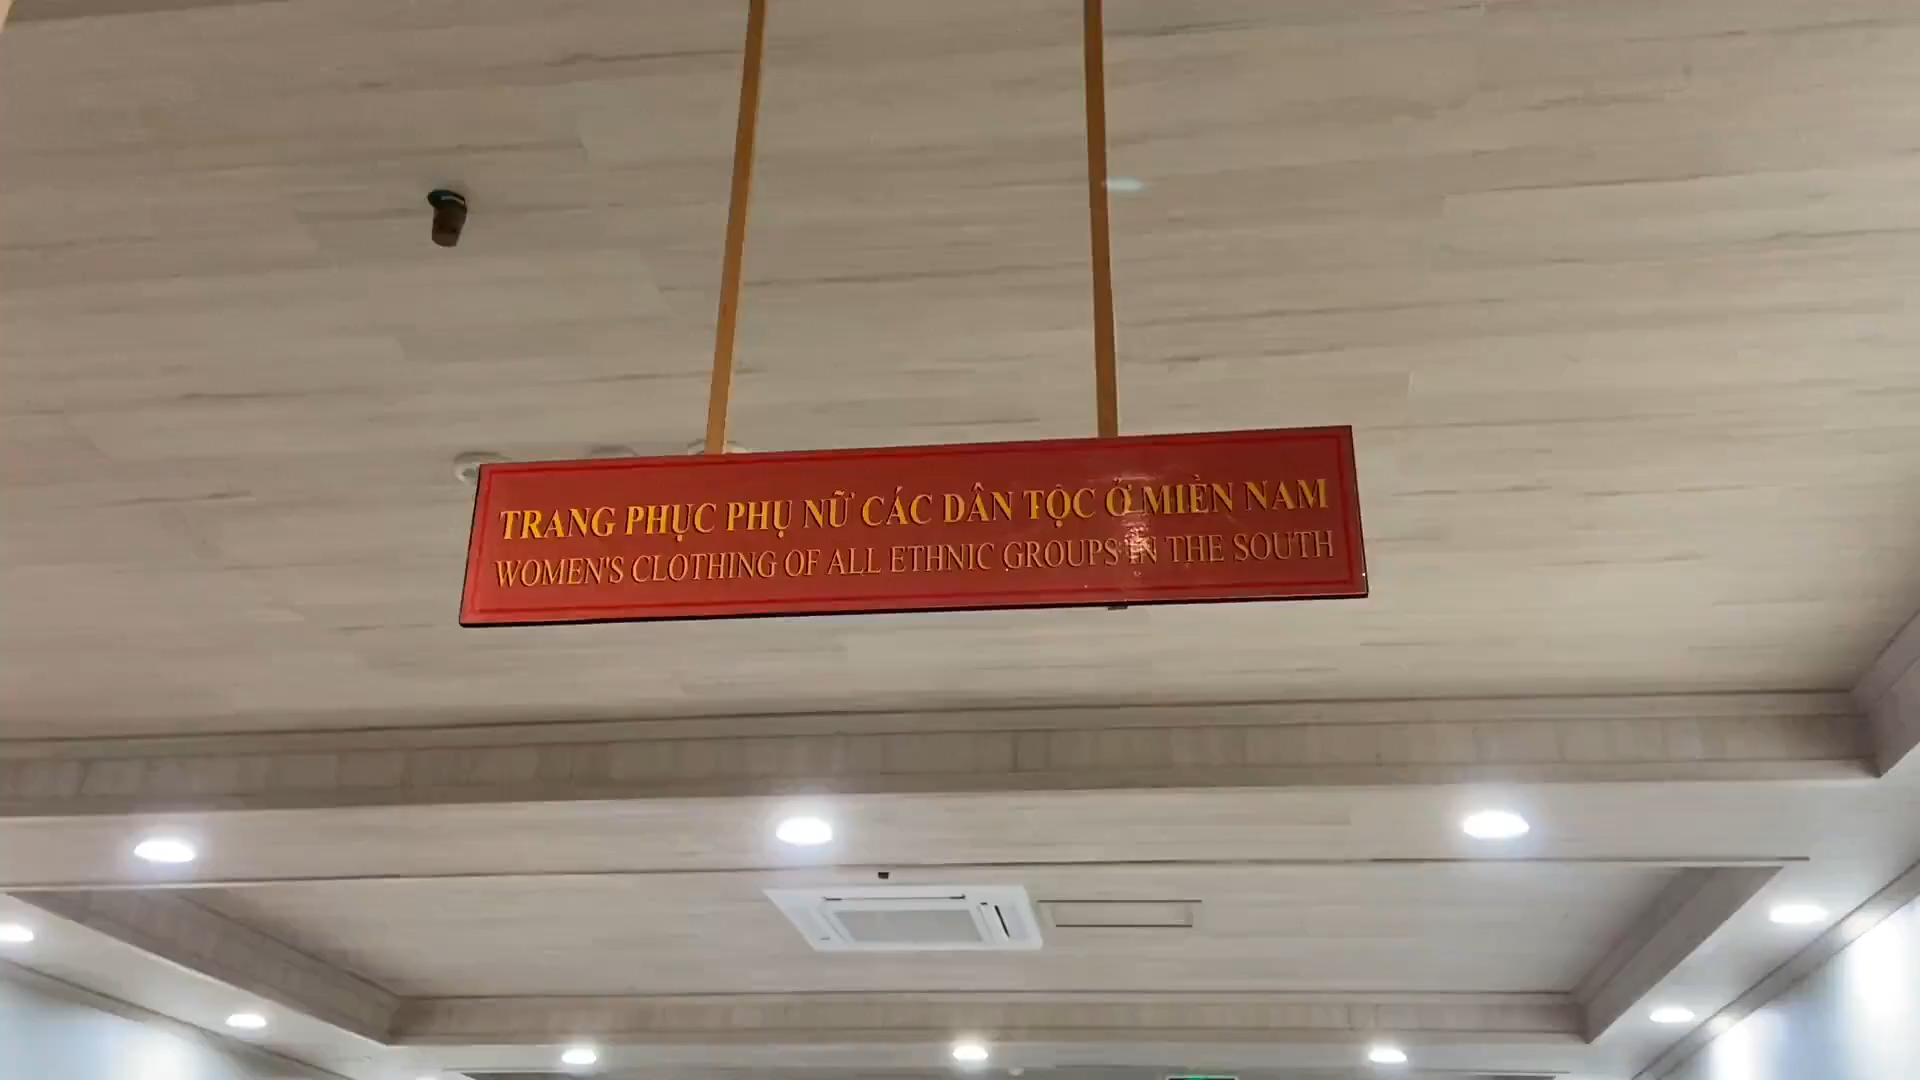 TRANG PHỤC PHỤ NỮ CÁC DÂN TỘC Ở MIỀN NAM
WOMEN'S CLOTHING OF ALL ETHNIC GROUPS IN THE SOUTH